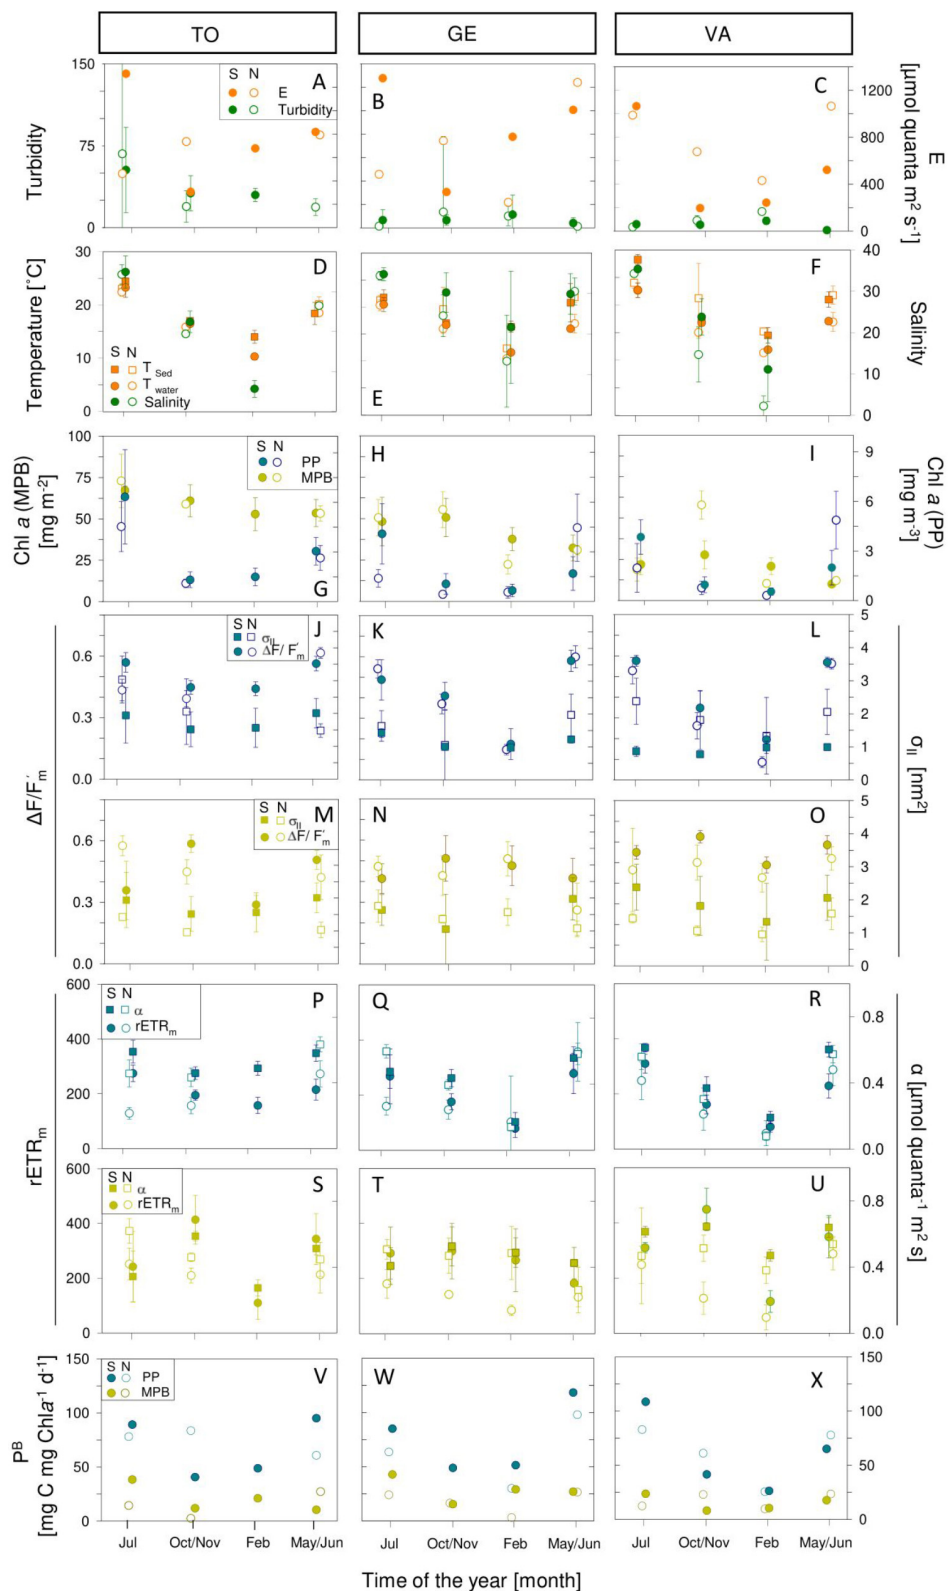 TO GE VA
150
75
0
Turbidity
A
S N
E
Turbidity
B
C
1200
800
400
0
E
[µmol quanta m² s⁻¹]
30
20
10
0
Temperature [°C]
D
S N
T Sed
T water
Salinity
E
F
40
30
20
10
0
Salinity
100
75
50
25
0
Chl a (MPB)
[mg m-²]
S N
PP
MPB
G
H
I
9
6
3
0
Chl a (PP)
[mg m-³]
0.6
0.3
0.0
J
S N
σII
ΔF/ F′m
K
L
5
4
3
2
1
0
ΔF/F′m
σII [nm²]
0.6
0.3
0.0
M
S N
σII
ΔF/ F′m
N
O
5
4
3
2
1
0
600
400
200
0
P
S N
α
rETRm
Q
R
0.8
0.4
0.0
rETRm
α [µmol quanta⁻¹ m² s]
600
400
200
0
S
S N
α
rETRm
T
U
0.8
0.4
0.0
150
100
50
0
Pᴮ
[mg C mg Chla⁻¹ d⁻¹]
V
S N
PP
MPB
W
X
150
100
50
0
Jul Oct/Nov Feb May/Jun Jul Oct/Nov Feb May/Jun Jul Oct/Nov Feb May/Jun
Time of the year [month]